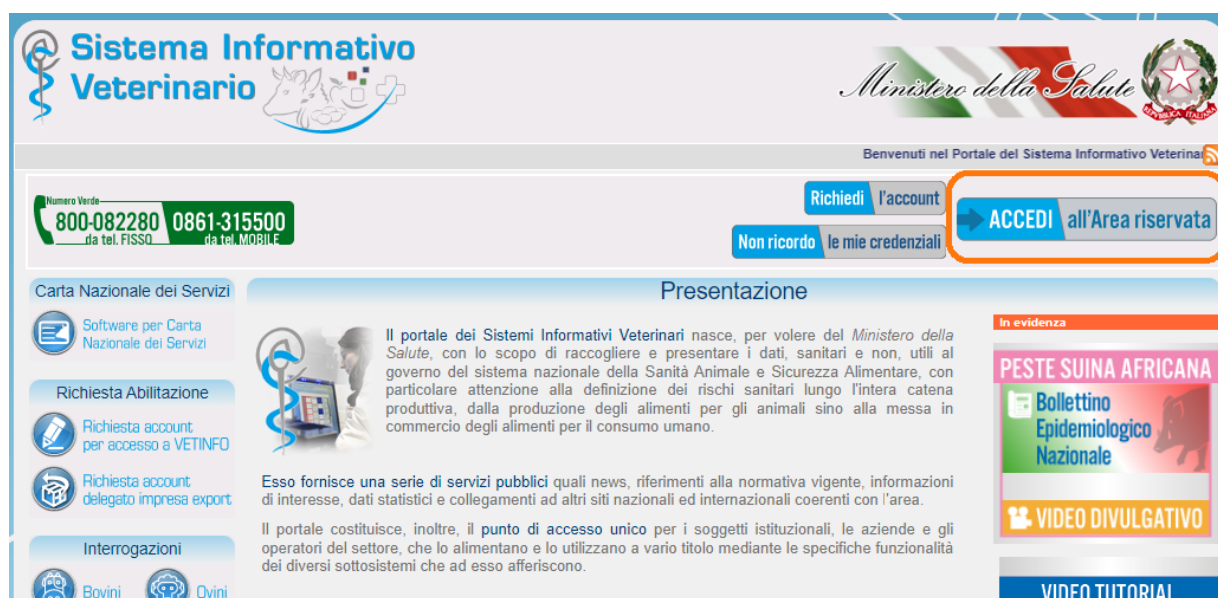 Sistema Informativo
Veterinario
Ministero della Salute
REPUBBLICA ITALIANA
Benvenuti nel Portale del Sistema Informativo Veterina
Numero Verde
800-082280 0861-315500
da tel. FISSO da tel. MOBILE
Richiedi l'account
Non ricordo le mie credenziali
ACCEDI all'Area riservata
Carta Nazionale dei Servizi
Software per Carta
Nazionale dei Servizi
Richiesta Abilitazione
Richiesta account
per accesso a VETINFO
Richiesta account
delegato impresa export
Interrogazioni
Bovini Ovini
Presentazione
Il portale dei Sistemi Informativi Veterinari nasce, per volere del Ministero della
Salute, con lo scopo di raccogliere e presentare i dati, sanitari e non, utili al
governo del sistema nazionale della Sanità Animale e Sicurezza Alimentare, con
particolare attenzione alla definizione dei rischi sanitari lungo l'intera catena
produttiva, dalla produzione degli alimenti per gli animali sino alla messa in
commercio degli alimenti per il consumo umano.
Esso fornisce una serie di servizi pubblici quali news, riferimenti alla normativa vigente, informazioni
di interesse, dati statistici e collegamenti ad altri siti nazionali ed internazionali coerenti con l'area.
Il portale costituisce, inoltre, il punto di accesso unico per i soggetti istituzionali, le aziende e gli
operatori del settore, che lo alimentano e lo utilizzano a vario titolo mediante le specifiche funzionalità
dei diversi sottosistemi che ad esso afferiscono.
In evidenza
PESTE SUINA AFRICANA
Bollettino
Epidemiologico
Nazionale
VIDEO DIVULGATIVO
VIDEO TUTORIAL